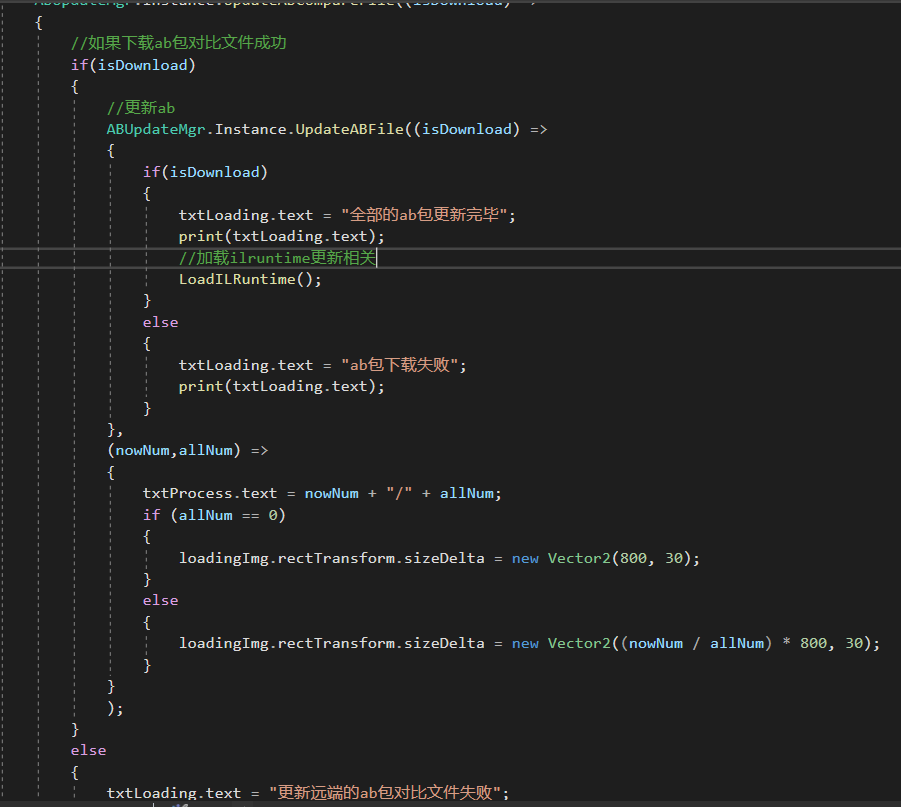 {
//如果下载ab包对比文件成功
if(isDownload)
{
//更新ab
ABUpdateMgr.Instance.UpdateABFile((isDownload) =>
{
if(isDownload)
{
txtLoading.text = "全部的ab包更新完毕";
print(txtLoading.text);
//加载ilruntime更新相关
LoadILRuntime();
}
else
{
txtLoading.text = "ab包下载失败";
print(txtLoading.text);
}
},
(nowNum,allNum) =>
{
txtProcess.text = nowNum + "/" + allNum;
if (allNum == 0)
{
loadingImg.rectTransform.sizeDelta = new Vector2(800, 30);
}
else
{
loadingImg.rectTransform.sizeDelta = new Vector2((nowNum / allNum) * 800, 30);
}
}
);
}
else
{
txtLoading.text = "更新远端的ab包对比文件失败";